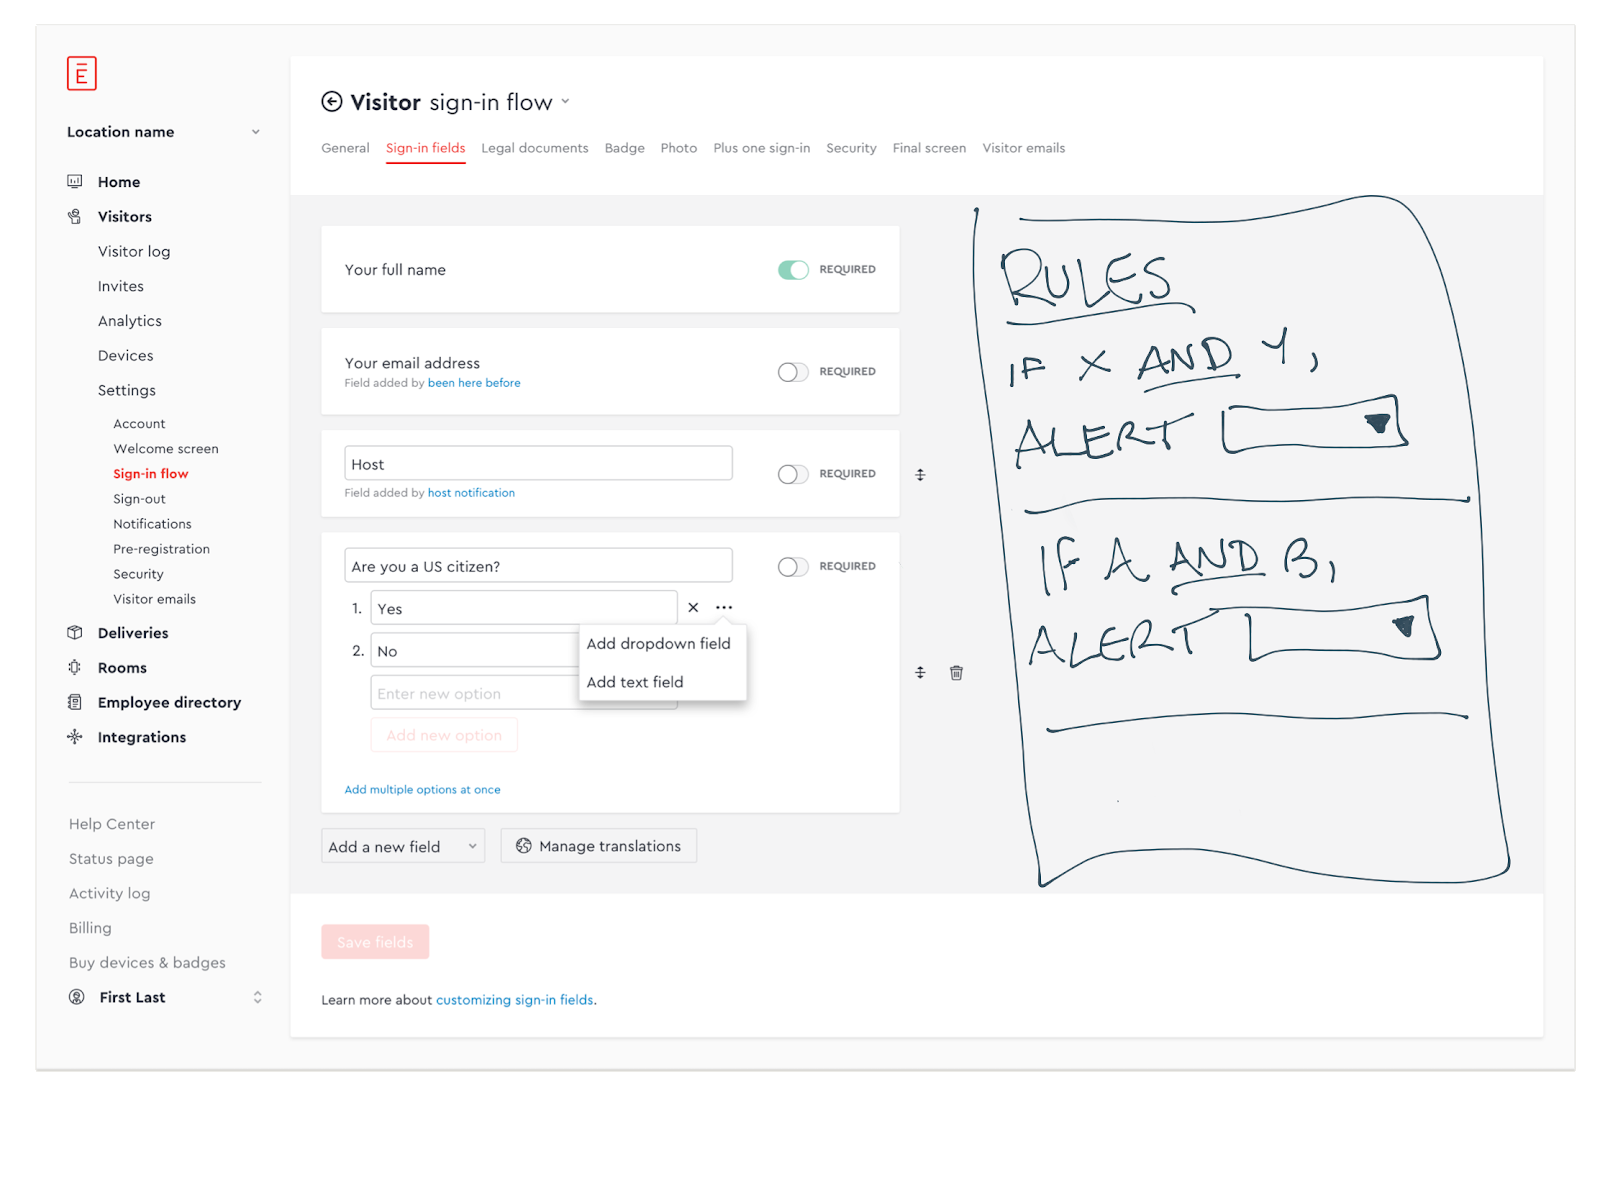 E
Location name
Home
Visitors
Visitor log
Invites
Analytics
Devices
Settings
Account
Welcome screen
Sign-in flow
Sign-out
Notifications
Pre-registration
Security
Visitor emails
Deliveries
Rooms
Employee directory
Integrations
Help Center
Status page
Activity log
Billing
Buy devices & badges
First Last
Visitor sign-in flow
General Sign-in fields Legal documents Badge Photo Plus one sign-in Security Final screen Visitor emails
Your full name REQUIRED
Your email address REQUIRED
Field added by been here before
Host REQUIRED
Field added by host notification
Are you a US citizen? REQUIRED
1. Yes
2. No
Enter new option
Add new option
Add dropdown field
Add text field
Add multiple options at once
Add a new field Manage translations
Save fields
Learn more about customizing sign-in fields.
RULES
IF X AND Y,
ALERT
IF A AND B,
ALERT